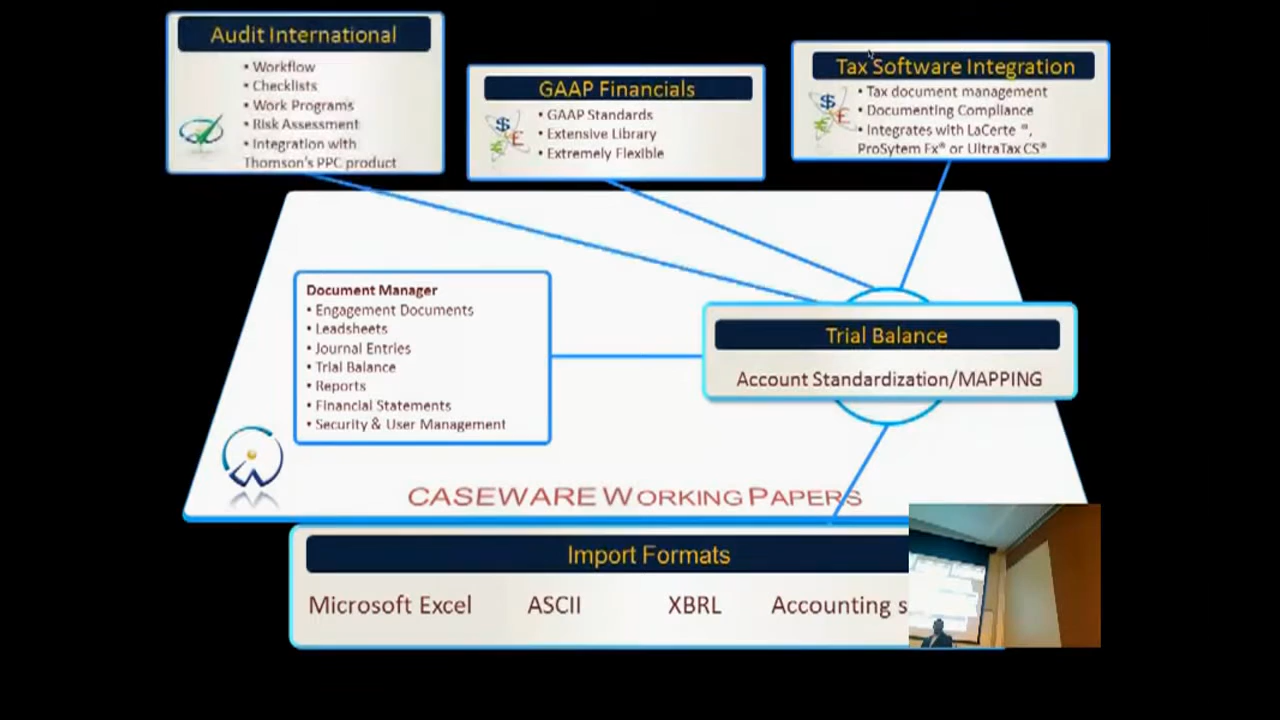 Audit International
• Workflow
• Checklists
• Work Programs
• Risk Assessment
• Integration with
Thomson's PPC product
GAAP Financials
• GAAP Standards
• Extensive Library
• Extremely Flexible
Tax Software Integration
• Tax document management
• Documenting Compliance
• Integrates with LaCerte ®,
ProSytem Fx® or UltraTax CS®
Document Manager
• Engagement Documents
• Leadsheets
• Journal Entries
• Trial Balance
• Reports
• Financial Statements
• Security & User Management
Trial Balance
Account Standardization/MAPPING
CASEWARE WORKING PAPERS
Import Formats
Microsoft Excel ASCII XBRL Accounting s